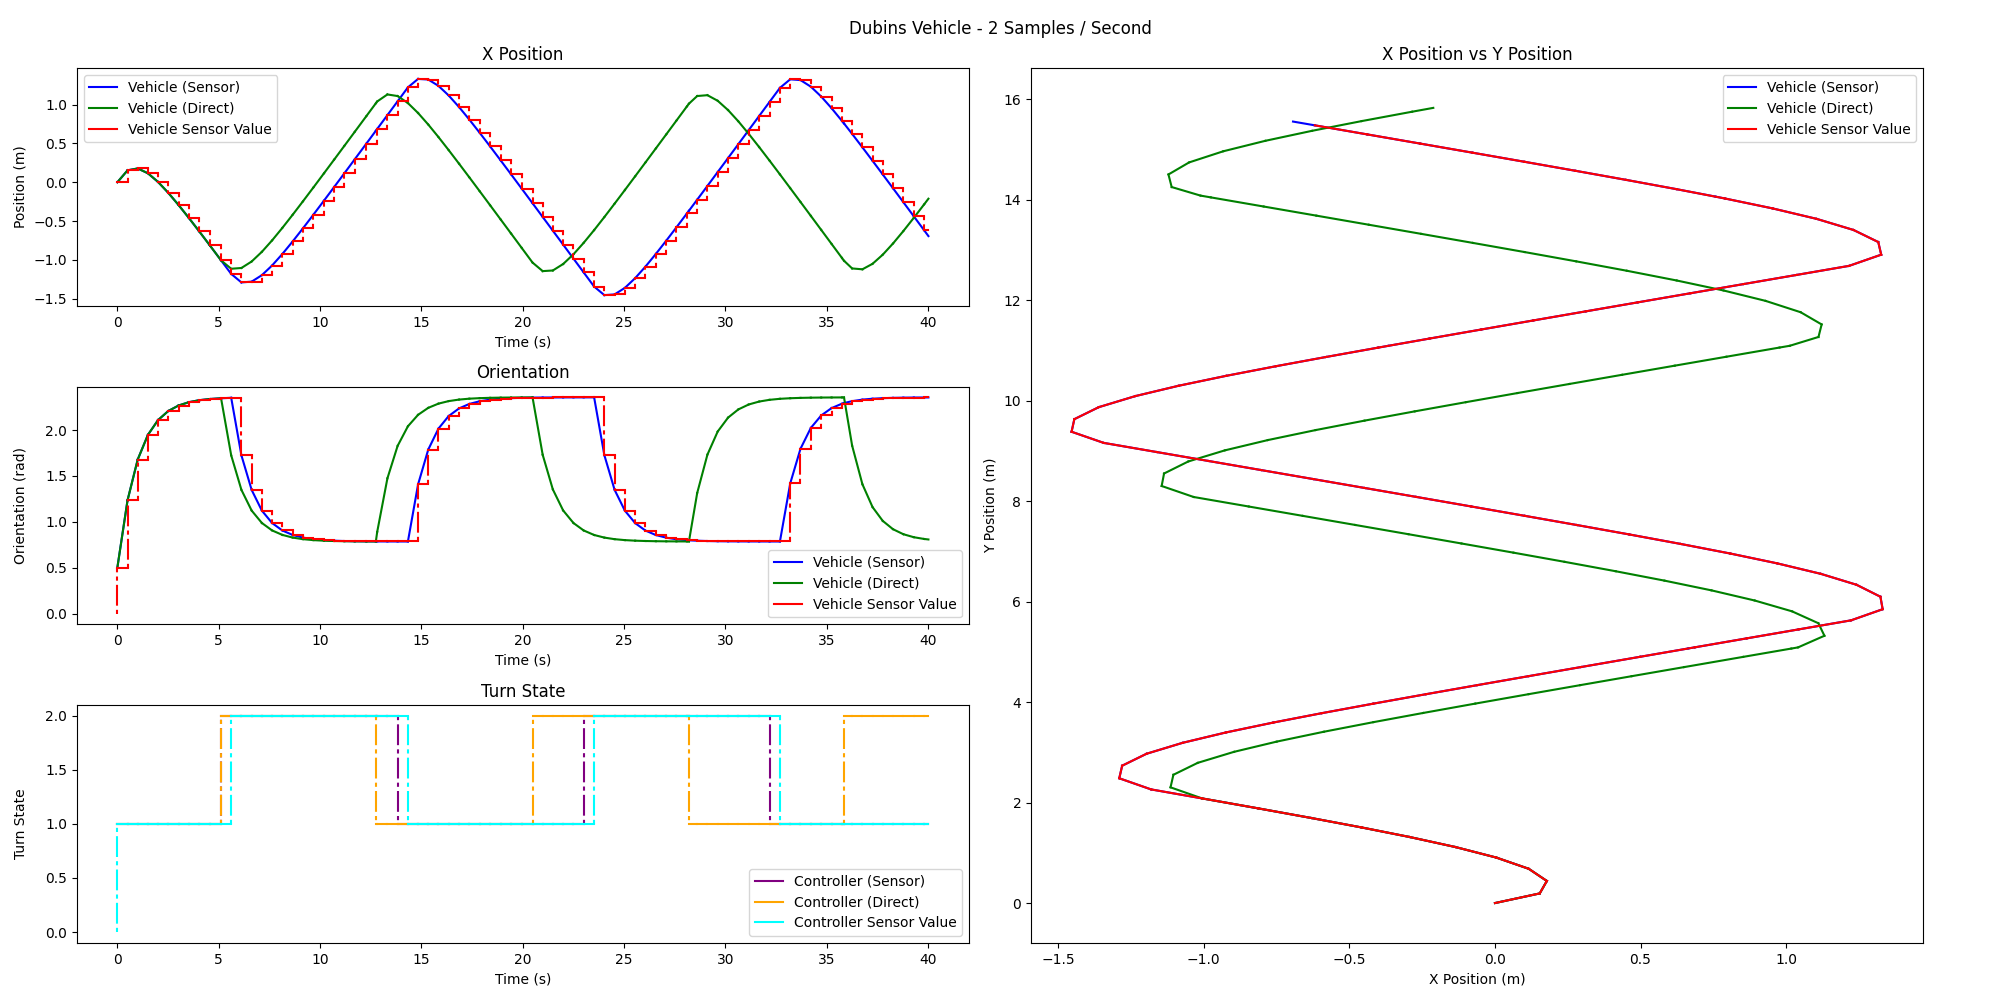 Dubins Vehicle - 2 Samples / Second
X Position
Vehicle (Sensor)
Vehicle (Direct)
Vehicle Sensor Value
Position (m)
1.0
0.5
0.0
−0.5
−1.0
−1.5
0 5 10 15 20 25 30 35 40
Time (s)
Orientation
Orientation (rad)
2.0
1.5
1.0
0.5
0.0
Vehicle (Sensor)
Vehicle (Direct)
Vehicle Sensor Value
0 5 10 15 20 25 30 35 40
Time (s)
Turn State
Turn State
2.0
1.5
1.0
0.5
0.0
Controller (Sensor)
Controller (Direct)
Controller Sensor Value
0 5 10 15 20 25 30 35 40
Time (s)
X Position vs Y Position
Vehicle (Sensor)
Vehicle (Direct)
Vehicle Sensor Value
Y Position (m)
16
14
12
10
8
6
4
2
0
−1.5 −1.0 −0.5 0.0 0.5 1.0
X Position (m)